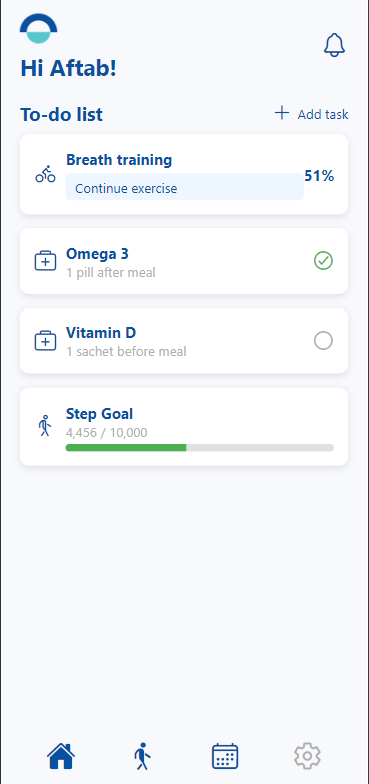 Hi Aftab!
To-do list
Add task
Breath training
Continue exercise
51%
Omega 3
1 pill after meal
Vitamin D
1 sachet before meal
Step Goal
4,456 / 10,000